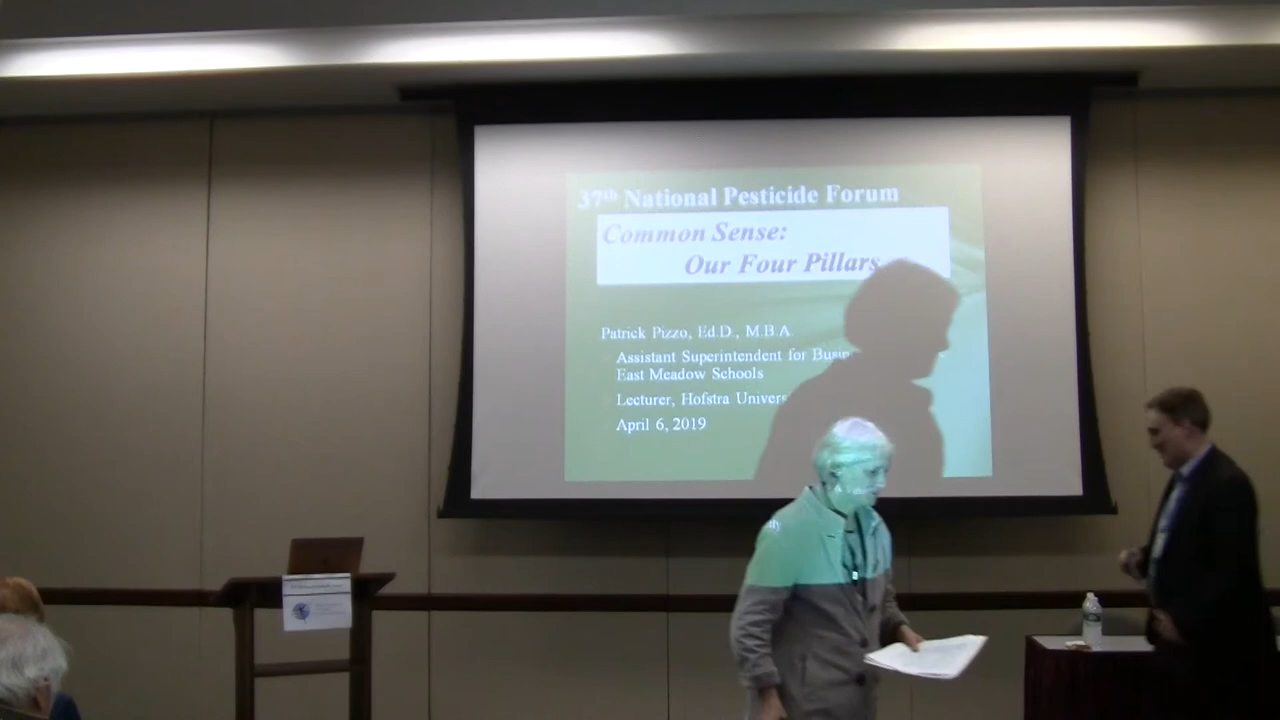 37th National Pesticide Forum
Common Sense:
Our Four Pillars
Patrick Pizzo, Ed.D., M.B.A.
Assistant Superintendent for
East Meadow Schools
Lecturer, Hofstra
April 6, 2019